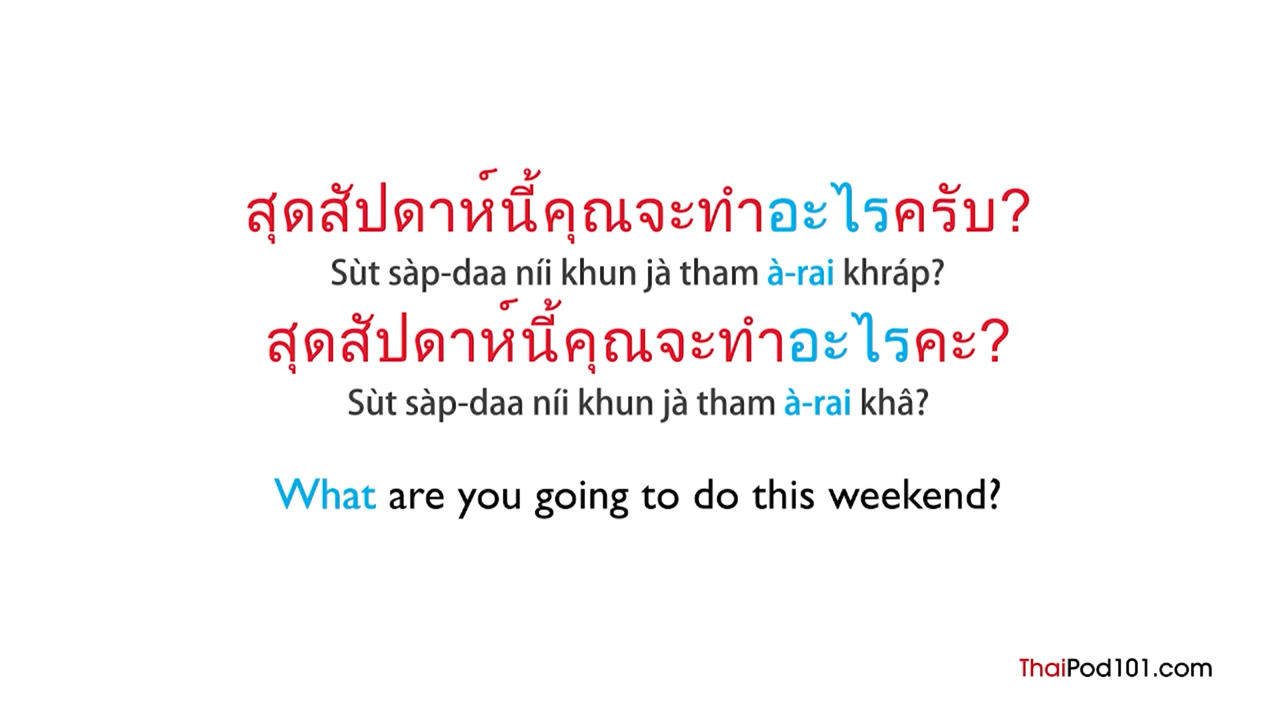 สุดสัปดาห์นี้คุณจะทำอะไรครับ?
Sùt sàp-daa níi khun jà tham à-rai khráp?
สุดสัปดาห์นี้คุณจะทำอะไรคะ?
Sùt sàp-daa níi khun jà tham à-rai khâ?
What are you going to do this weekend?
ThaiPod101.com